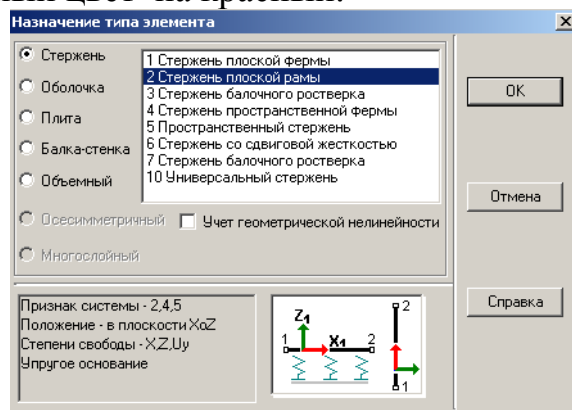 цвет на красный.
Назначение типа элемента
Стержень
Оболочка
Плита
Балка-стенка
Объемный
Осесимметричный
Многослойный
1 Стержень плоской фермы
2 Стержень плоской рамы
3 Стержень балочного ростверка
4 Стержень пространственной фермы
5 Пространственный стержень
6 Стержень со сдвиговой жесткостью
7 Стержень балочного ростверка
10 Универсальный стержень
Учет геометрической нелинейности
OK
Отмена
Справка
Признак системы - 2,4,5
Положение - в плоскости XoZ
Степени свободы - X,Z,Uy
Упругое основание
Z1
1 X1 2
2
1